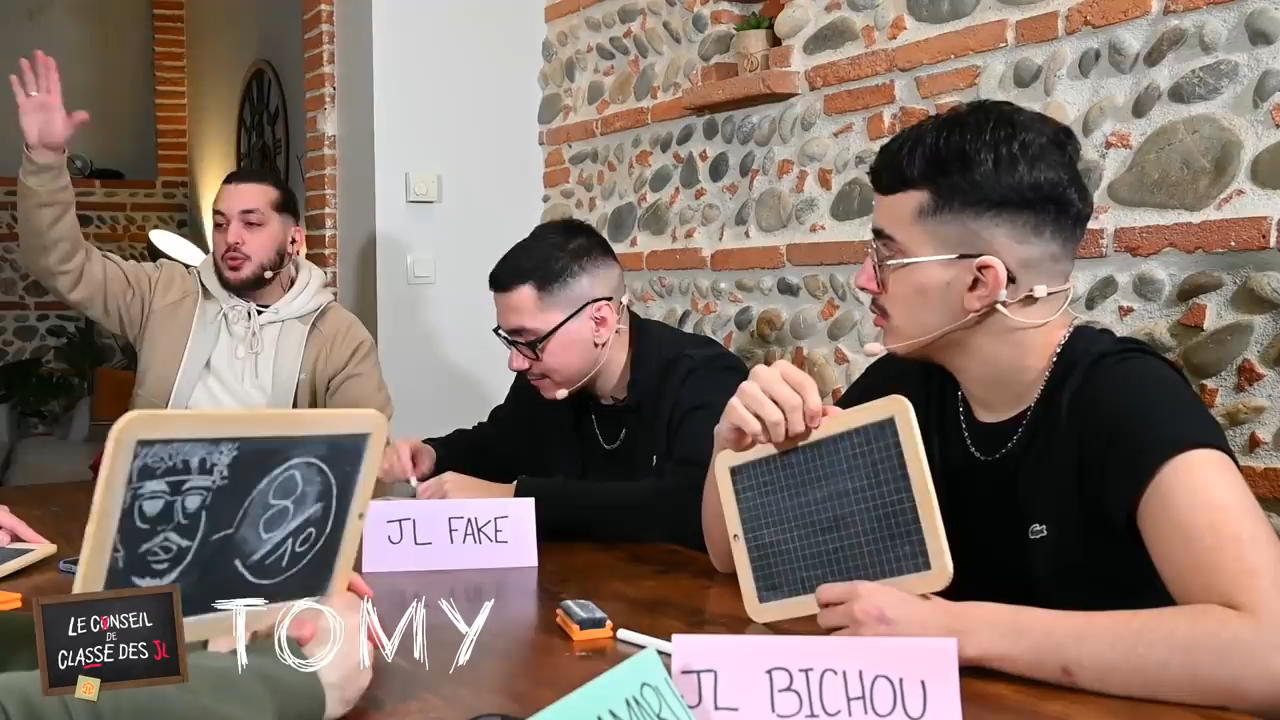 8/10
JL FAKE
LE CONSEIL
DE
CLASSE DES JL
TOMY
JL BICHOU